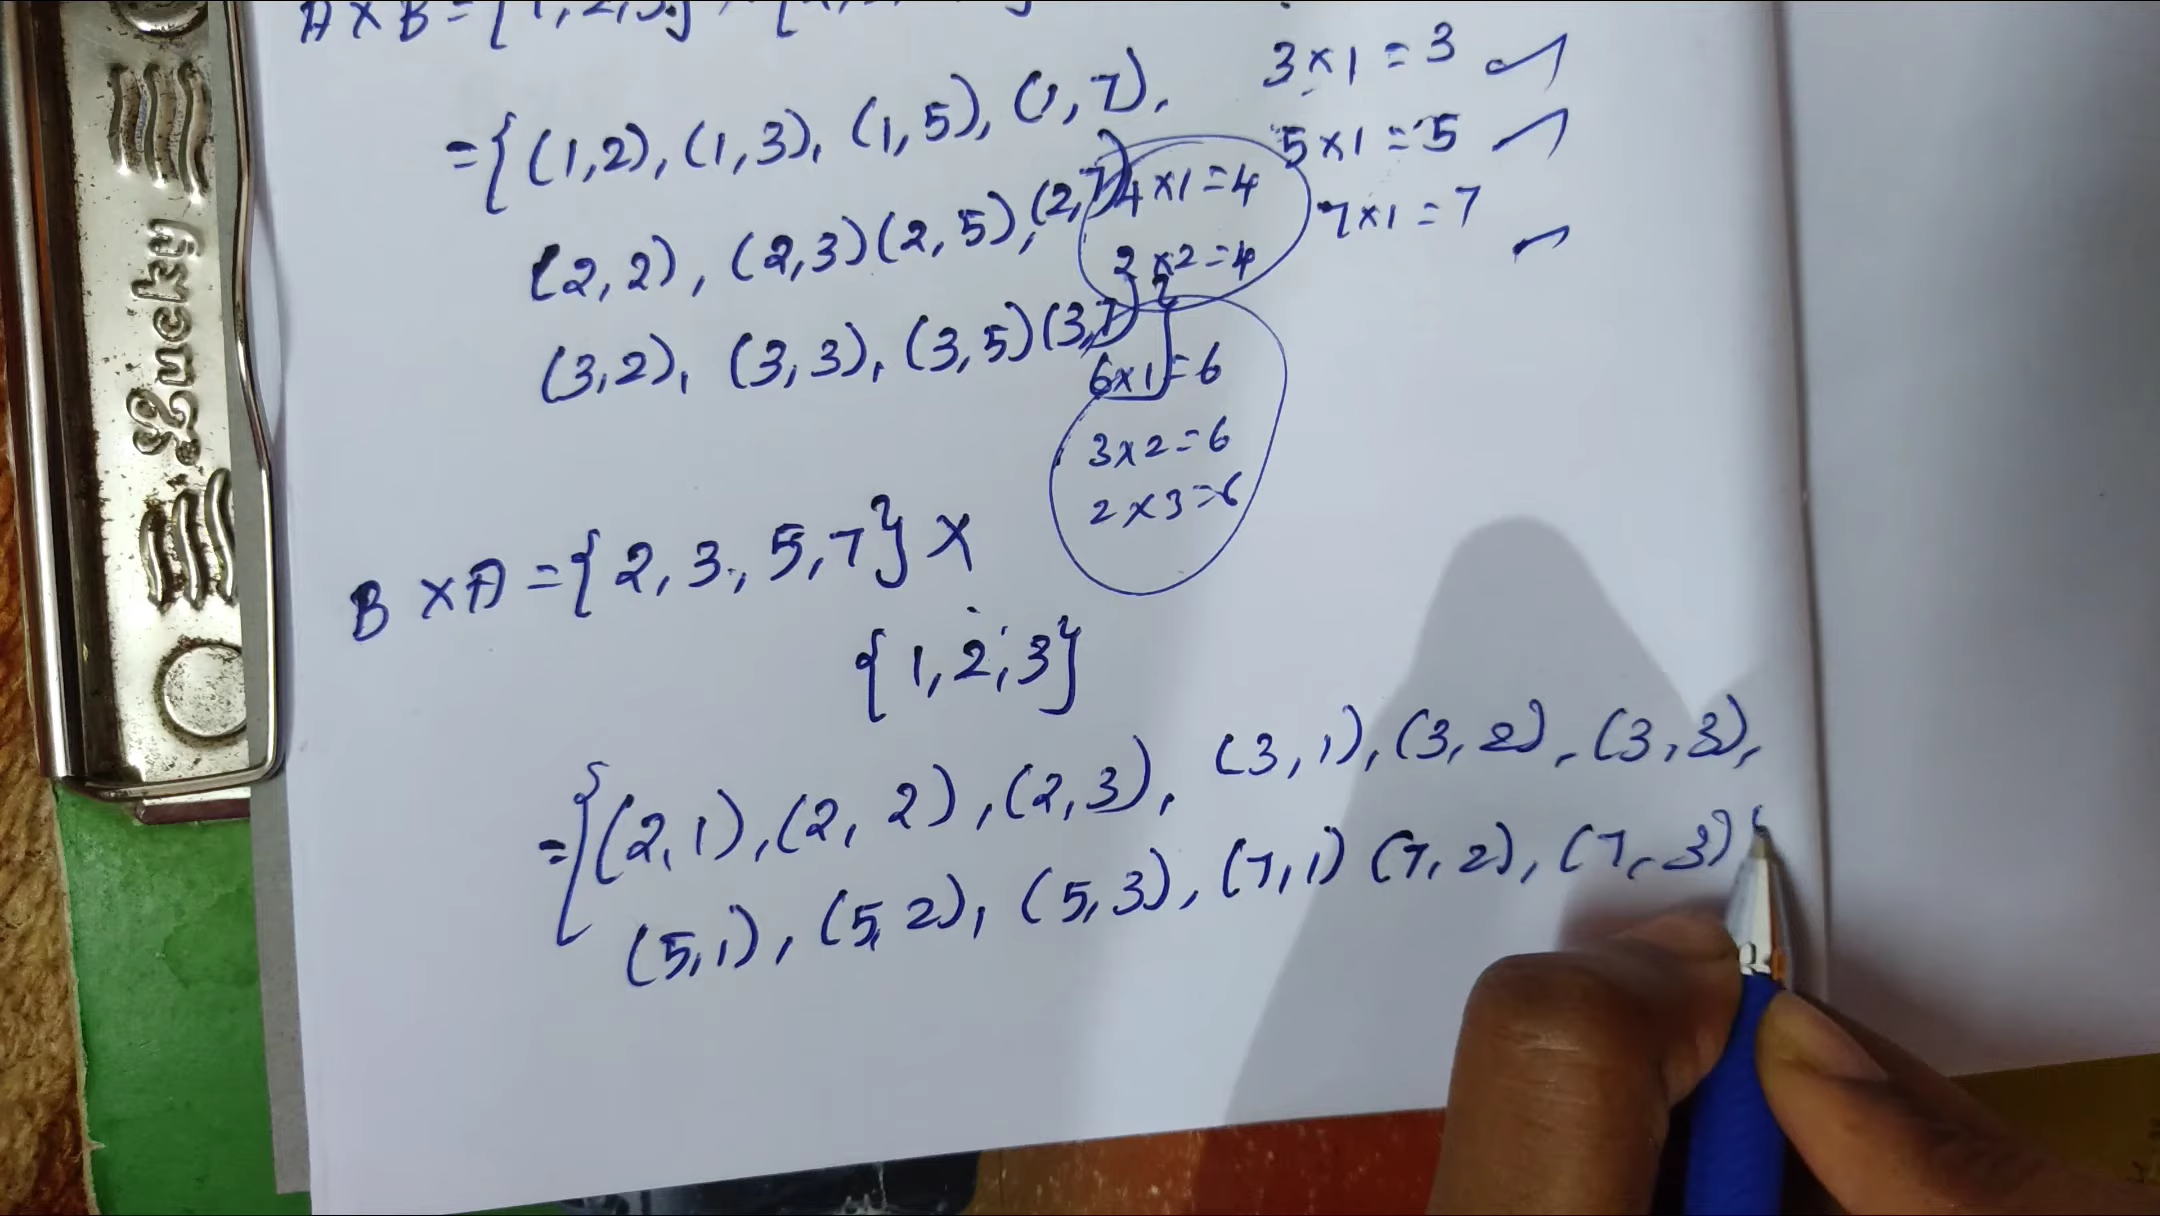 A X B = {1,2,3} X {
= { (1,2), (1,3), (1,5), (1,7),
(2,2), (2,3) (2,5), (2,7)
(3,2), (3,3), (3,5) (3,7) }
3 x 1 = 3
5 x 1 = 5
7 x 1 = 7
4 x 1 = 4
2 x 2 = 4
6 x 1 = 6
3 x 2 = 6
2 x 3 = 6
B X A = { 2, 3, 5, 7} X
{ 1, 2, 3}
= { (2,1), (2,2), (2,3), (3,1), (3,2), (3,3),
(5,1), (5,2), (5,3), (7,1) (7,2), (7,3)